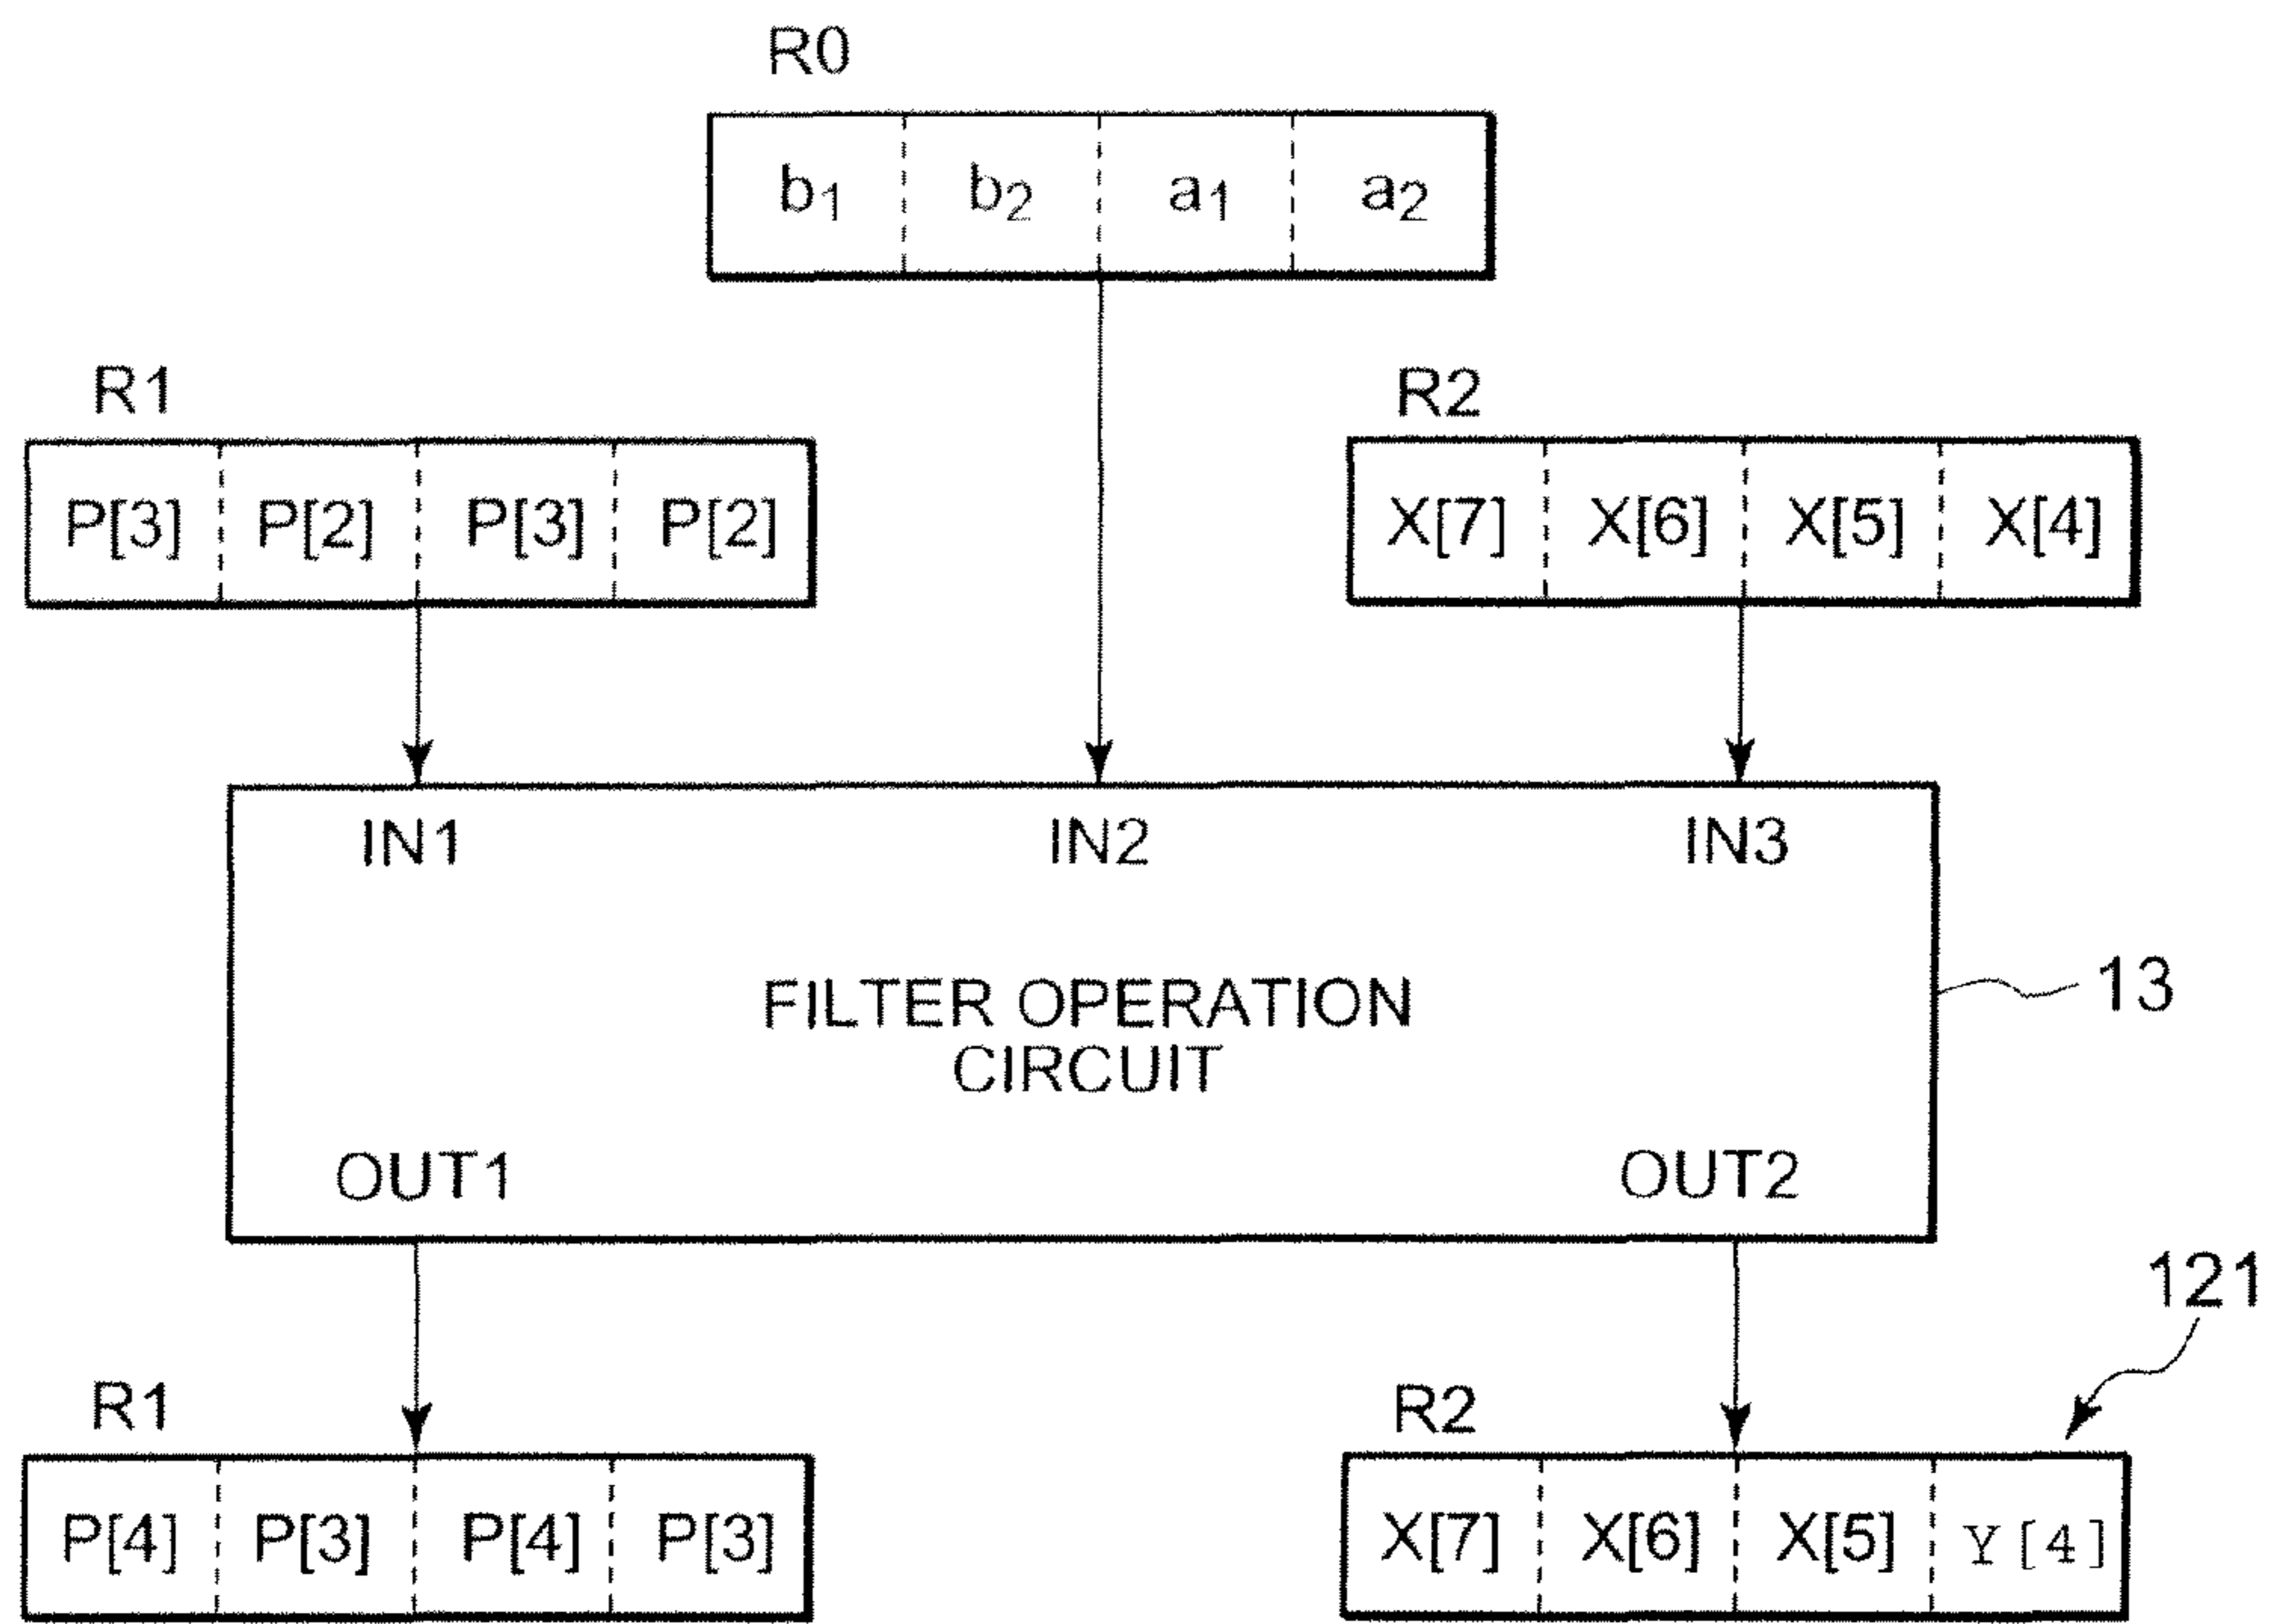 R0
b₁ b₂ a₁ a₂
R1 R2
P[3] P[2] P[3] P[2] X[7] X[6] X[5] X[4]
IN1 IN2 IN3
FILTER OPERATION
CIRCUIT
13
OUT1 OUT2
121
R1 R2
P[4] P[3] P[4] P[3] X[7] X[6] X[5] Y[4]